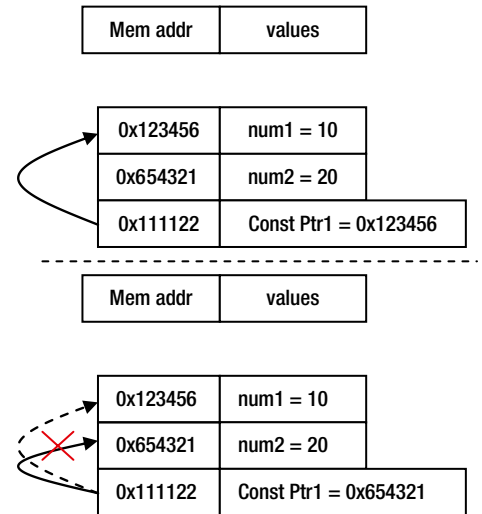 Mem addr values
0x123456 num1 = 10
0x654321 num2 = 20
0x111122 Const Ptr1 = 0x123456
Mem addr values
0x123456 num1 = 10
0x654321 num2 = 20
0x111122 Const Ptr1 = 0x654321